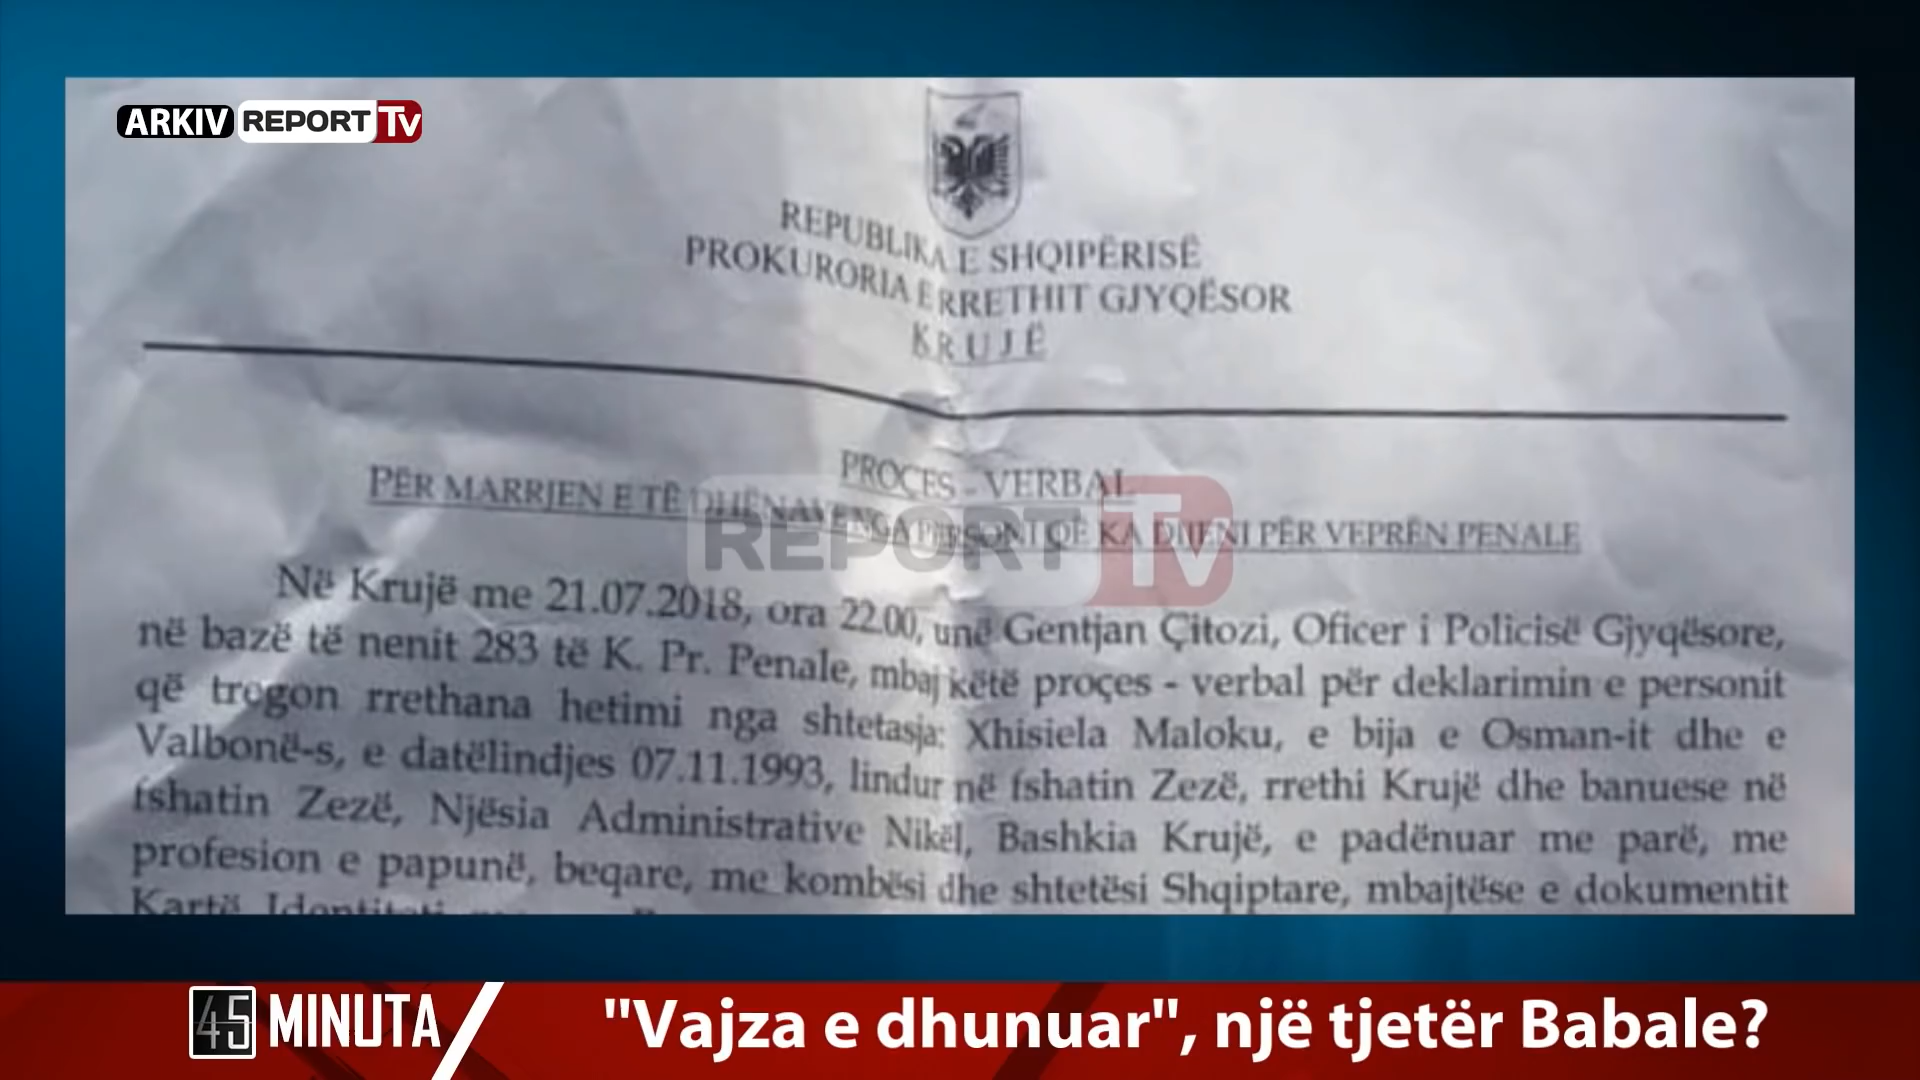 ARKIV REPORT Tv
REPUBLIKA E SHQIPËRISË
PROKURORIA E RRETHIT GJYQËSOR
KRUJË
PROÇES - VERBAL
PËR MARRJEN E TË DHËNAVE NGA PERSONI QË KA DIJENI PËR VEPRËN PENALE
REPORT Tv
Në Krujë me 21.07.2018, ora 22.00, unë Gentjan Çitozi, Oficer i Policisë Gjyqësore,
në bazë të nenit 283 të K. Pr. Penale, mbaj këtë proçes - verbal për deklarimin e personit
që tregon rrethana hetimi nga shtetasja: Xhisiela Maloku, e bija e Osman-it dhe e
Valbonë-s, e datëlindjes 07.11.1993, lindur në fshatin Zezë, rrethi Krujë dhe banuese në
fshatin Zezë, Njësia Administrative Nikël, Bashkia Krujë, e padënuar me parë, me
profesion e papunë, beqare, me kombësi dhe shtetësi Shqiptare, mbajtëse e dokumentit
Kartë Identiteti
45 MINUTA "Vajza e dhunuar", një tjetër Babale?